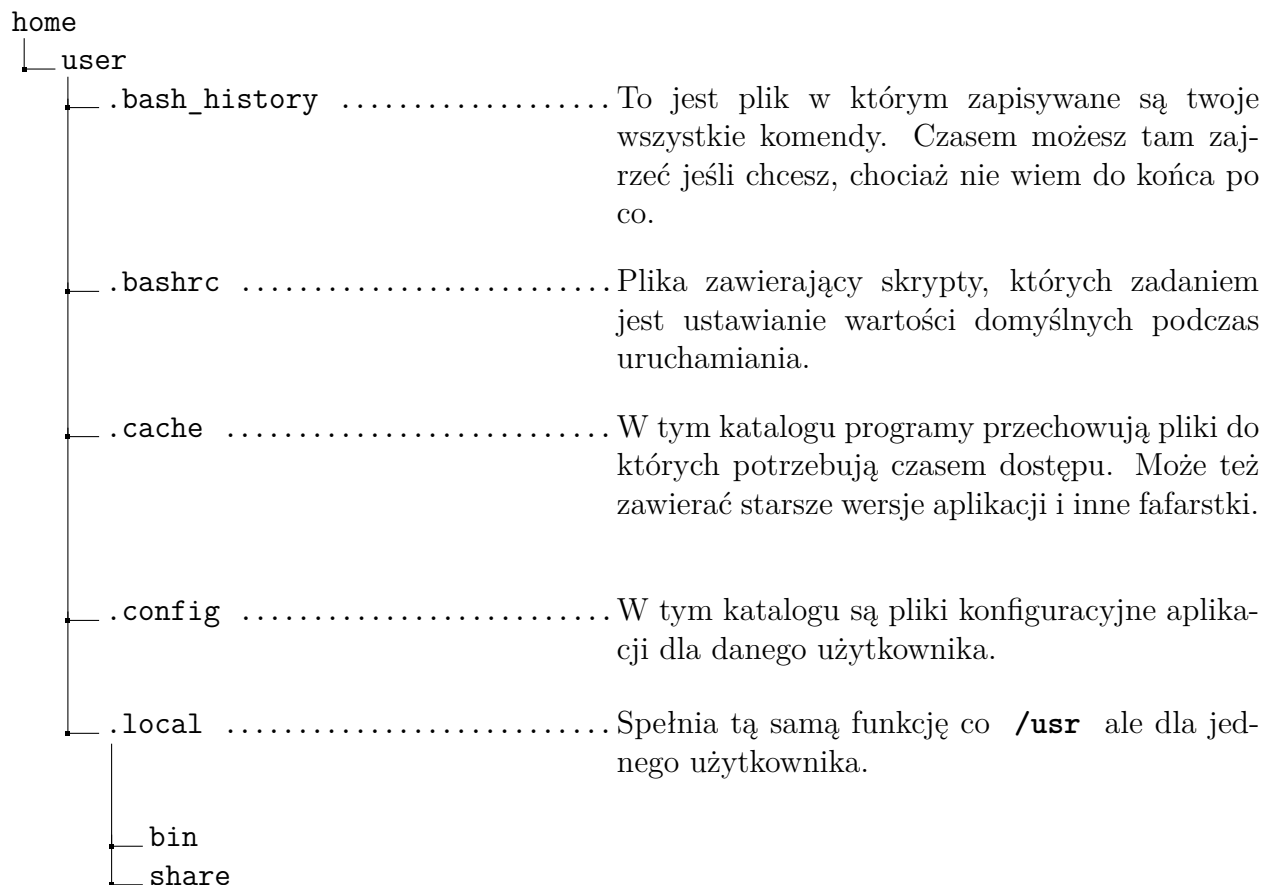 home
user
.bash_history ................... To jest plik w którym zapisywane są twoje
wszystkie komendy. Czasem możesz tam zaj-
rzeć jeśli chcesz, chociaż nie wiem do końca po
co.
.bashrc .......................... Plika zawierający skrypty, których zadaniem
jest ustawianie wartości domyślnych podczas
uruchamiania.
.cache ........................... W tym katalogu programy przechowują pliki do
których potrzebują czasem dostępu. Może też
zawierać starsze wersje aplikacji i inne fafarstki.
.config .......................... W tym katalogu są pliki konfiguracyjne aplika-
cji dla danego użytkownika.
.local ........................... Spełnia tą samą funkcję co /usr ale dla jed-
nego użytkownika.
bin
share